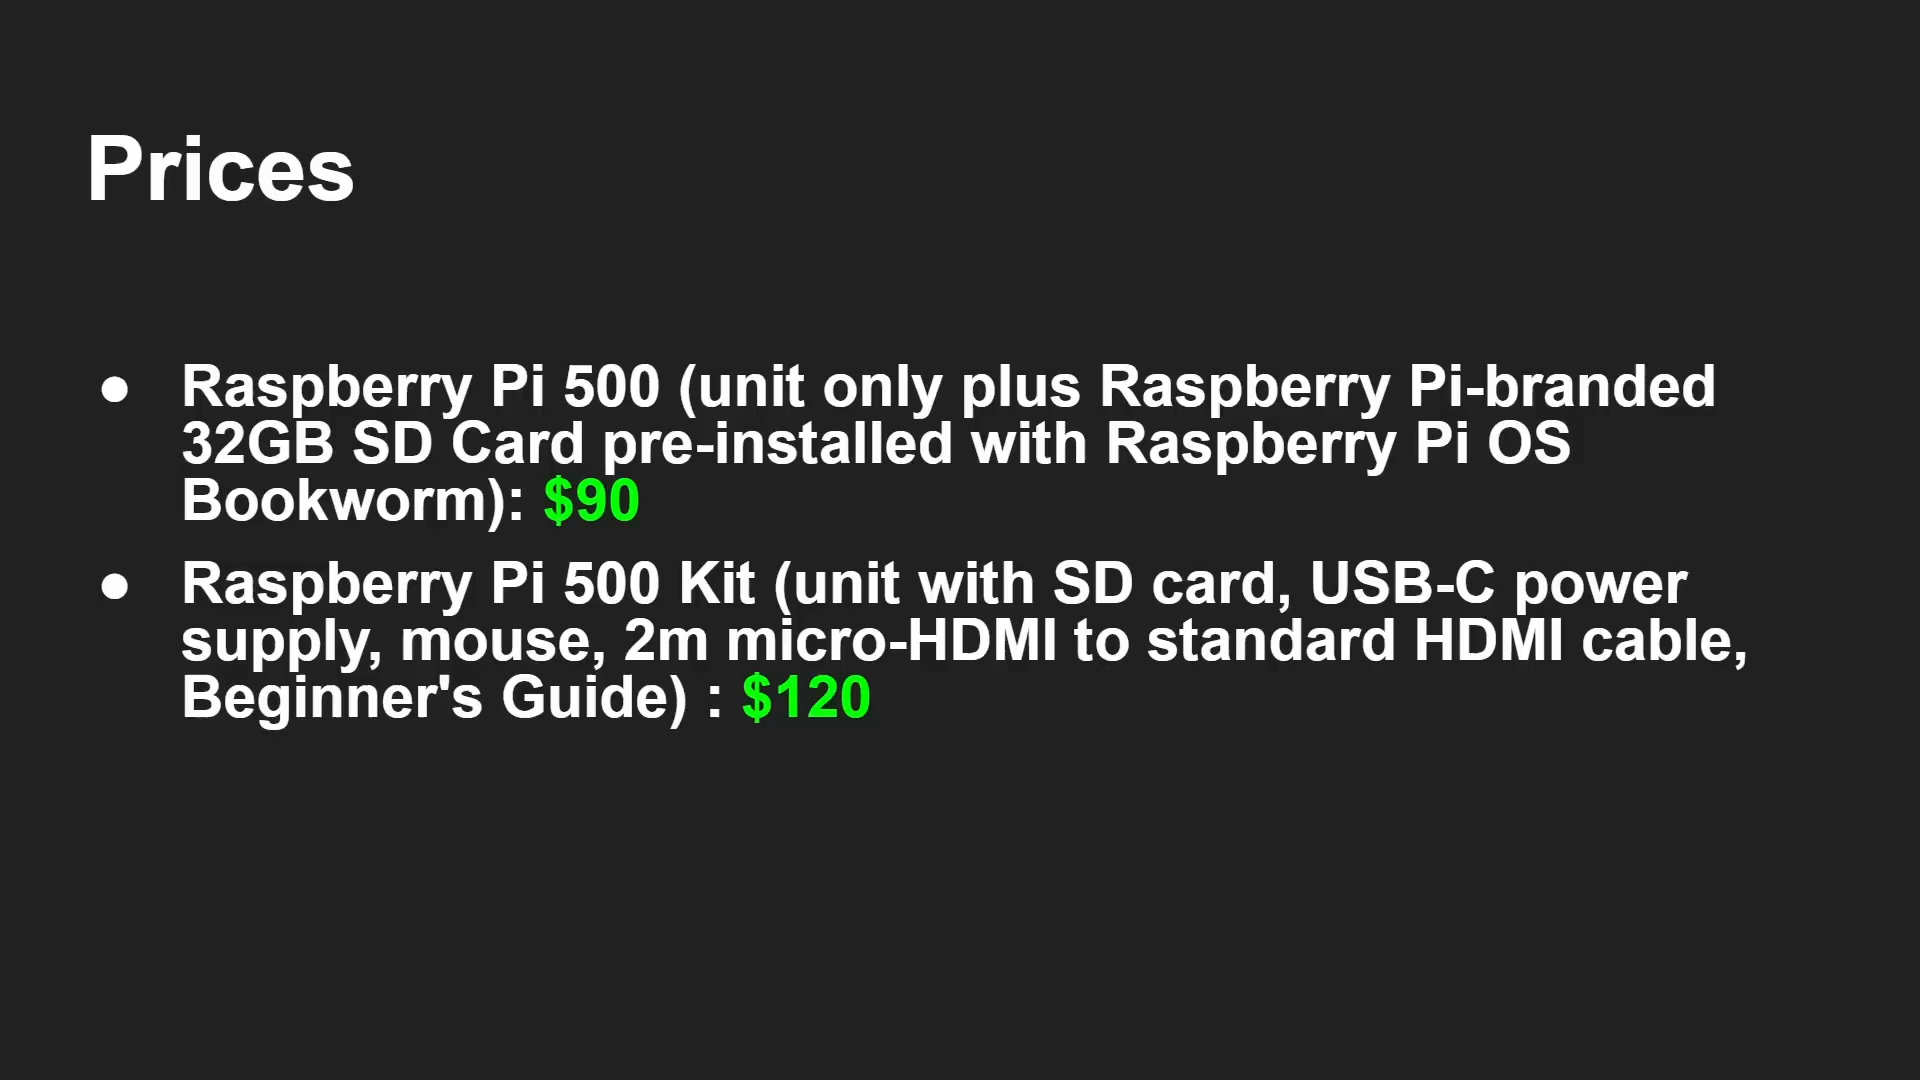 Prices
● Raspberry Pi 500 (unit only plus Raspberry Pi-branded
32GB SD Card pre-installed with Raspberry Pi OS
Bookworm): $90
● Raspberry Pi 500 Kit (unit with SD card, USB-C power
supply, mouse, 2m micro-HDMI to standard HDMI cable,
Beginner's Guide) : $120